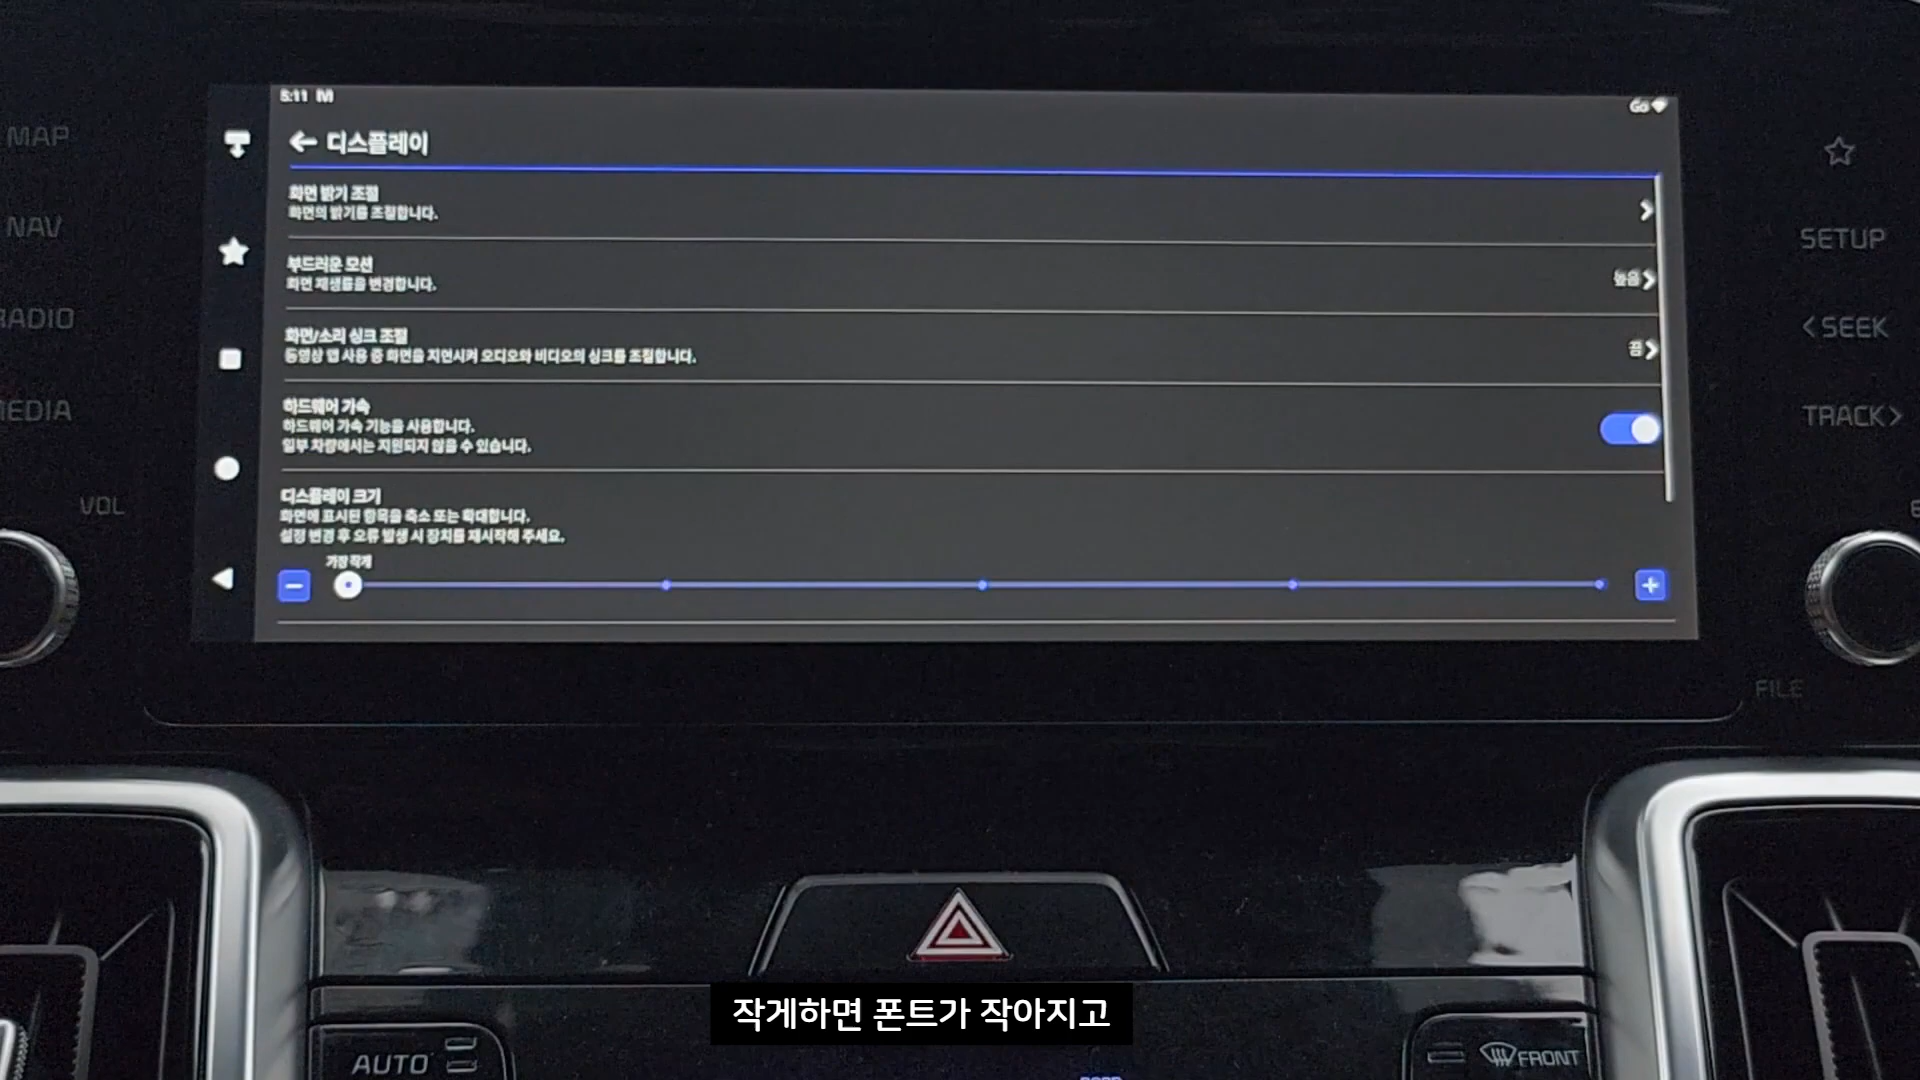 5:11 M
Go
디스플레이
화면 밝기 조절
화면의 밝기를 조절합니다.
부드러운 모션
화면 재생률을 변경합니다.
높음
화면/소리 싱크 조절
동영상 앱 사용 중 화면을 지연시켜 오디오와 비디오의 싱크를 조절합니다.
끔
하드웨어 가속
하드웨어 가속 기능을 사용합니다.
일부 차량에서는 지원되지 않을 수 있습니다.
디스플레이 크기
화면에 표시된 항목을 축소 또는 확대합니다.
설정 변경 후 오류 발생 시 장치를 재시작해 주세요.
가장 작게
MAP
NAV
RADIO
MEDIA
VOL
SETUP
< SEEK
TRACK >
FILE
작게하면 폰트가 작아지고
AUTO
FRONT